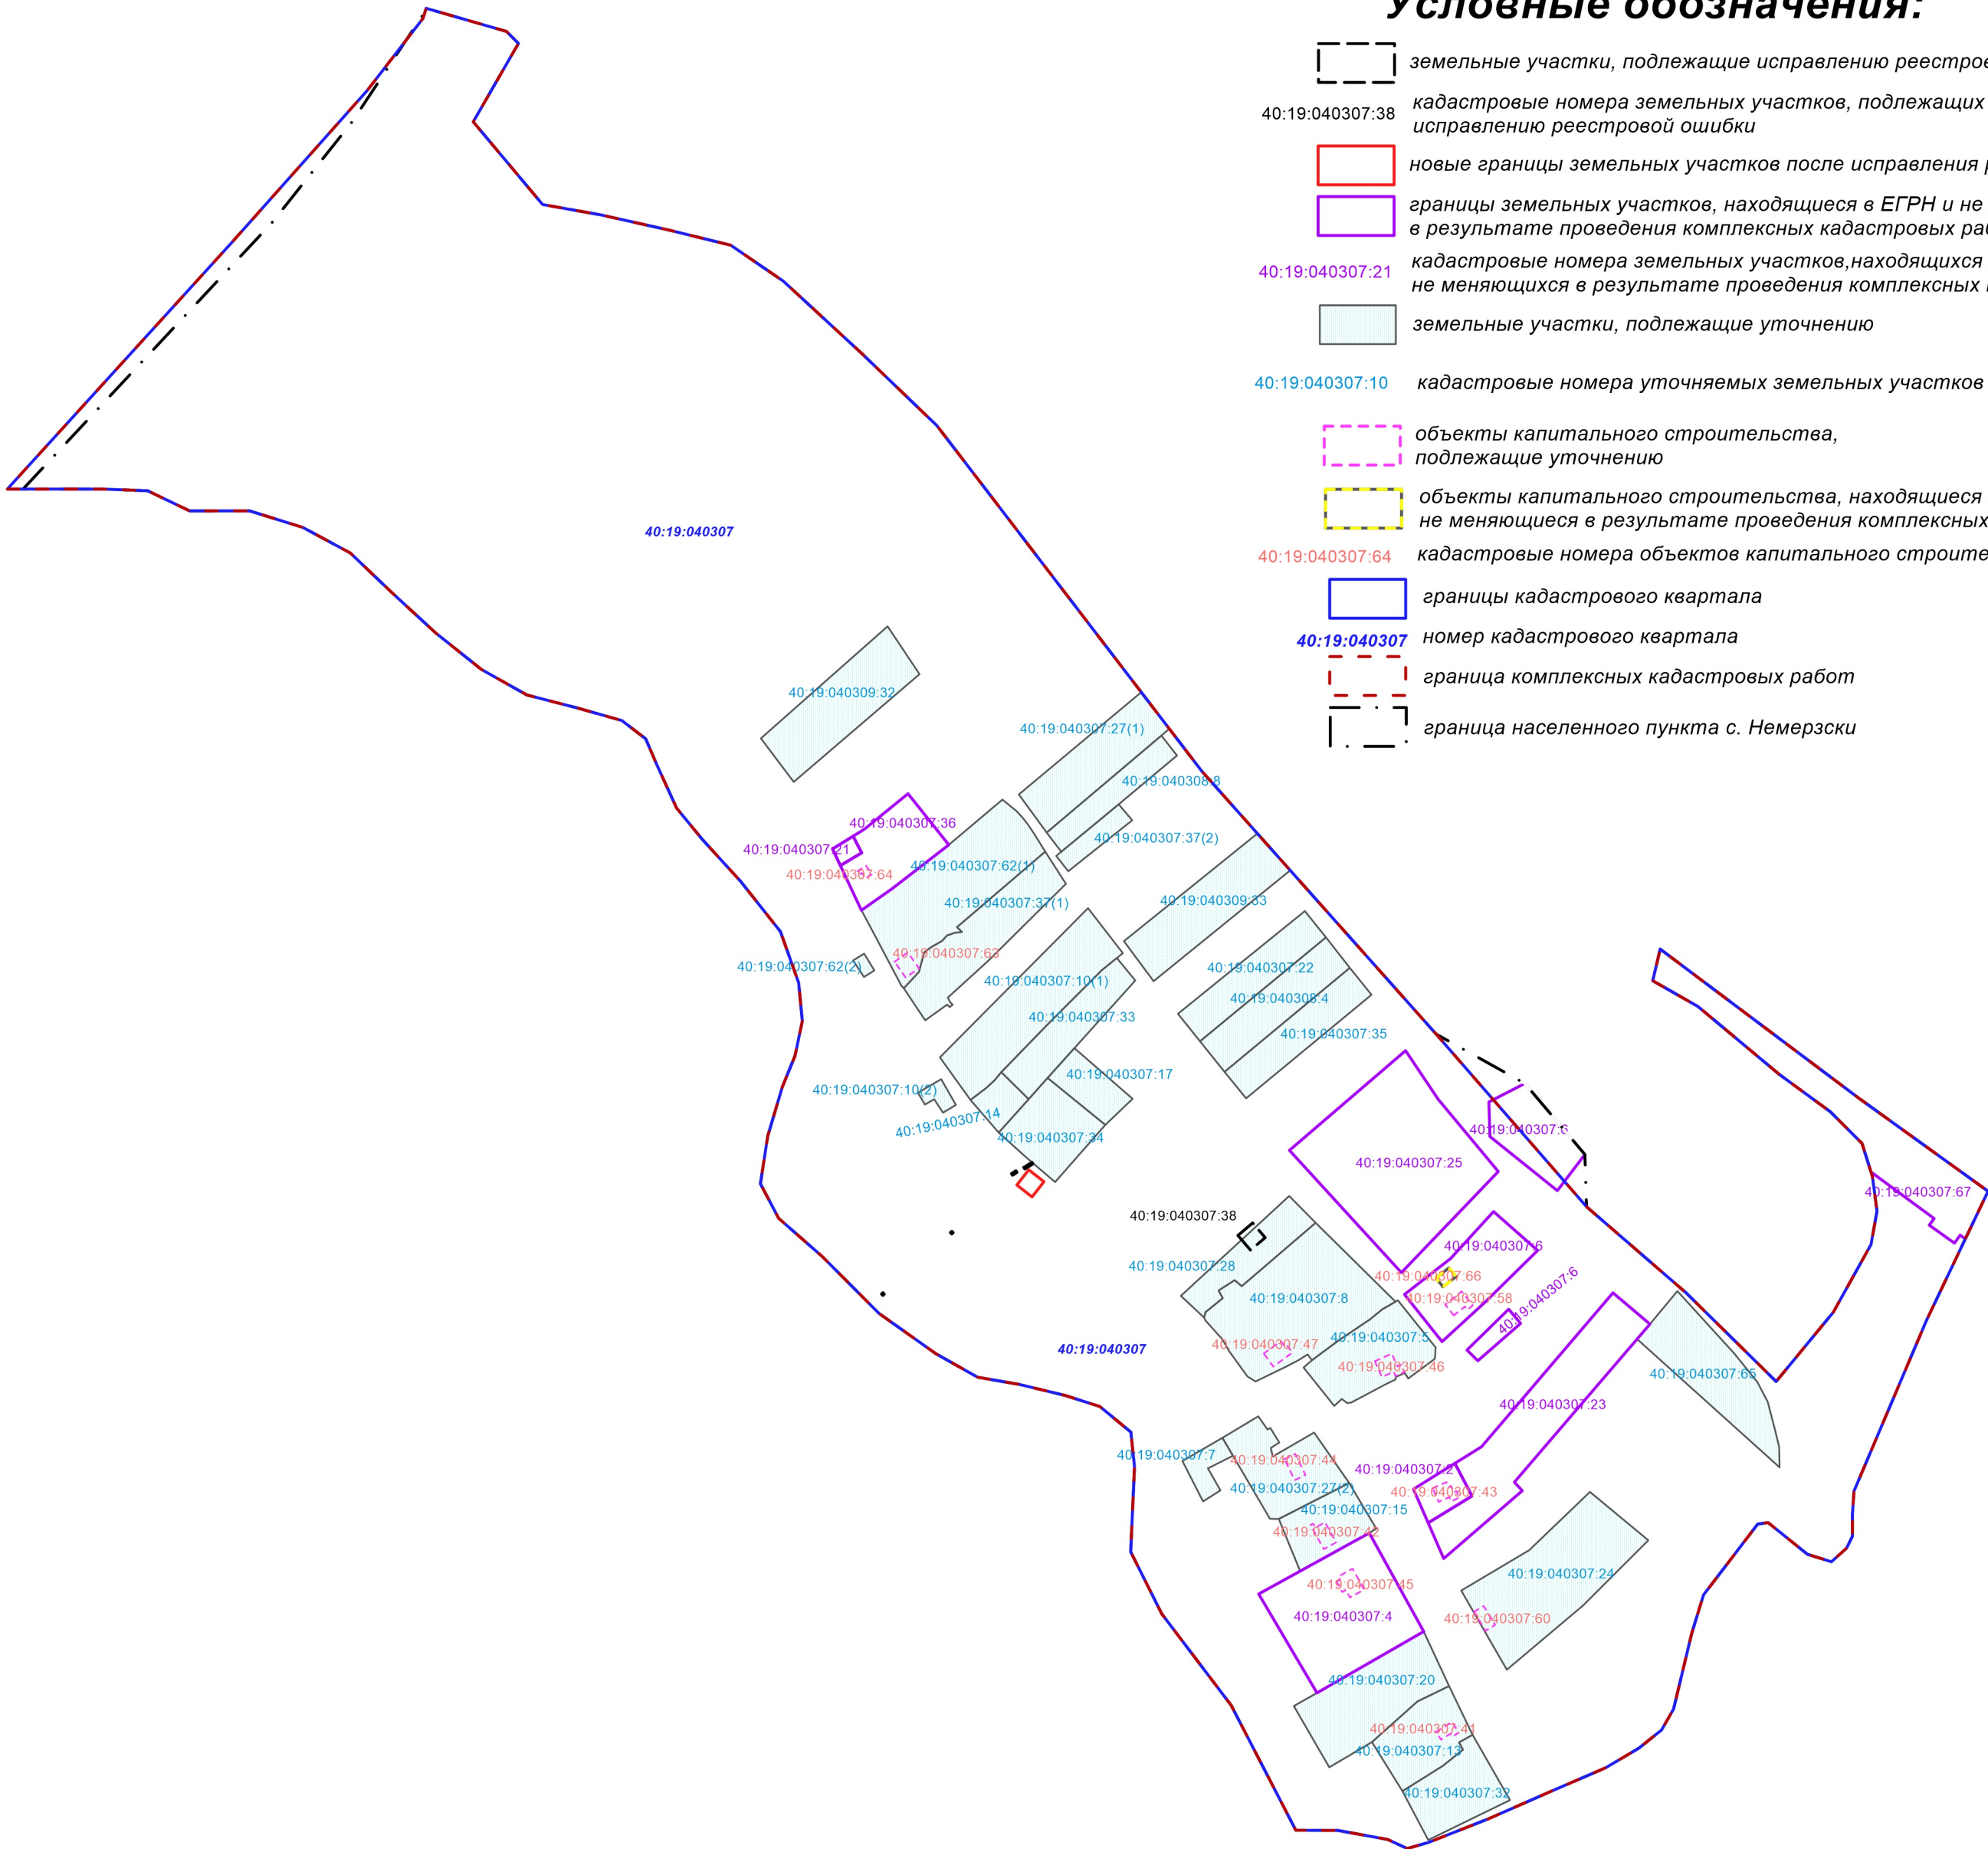 Условные обозначения:
земельные участки, подлежащие исправлению
40:19:040307:38
кадастровые номера земельных участков, подлежащих
исправлению реестровой ошибки
новые границы земельных участков после исправления
границы земельных участков, находящиеся в ЕГРН и не
в результате проведения комплексных кадастровых
40:19:040307:21
кадастровые номера земельных участков,находящихся
не меняющихся в результате проведения комплексных
земельные участки, подлежащие уточнению
40:19:040307:10
кадастровые номера уточняемых земельных участков
объекты капитального строительства,
подлежащие уточнению
объекты капитального строительства, находящиеся
не меняющиеся в результате проведения комплексных
40:19:040307:64
кадастровые номера объектов капитального
границы кадастрового квартала
40:19:040307
номер кадастрового квартала
граница комплексных кадастровых работ
граница населенного пункта с. Немерзски
40:19:040307
40:19:040309:32
40:19:040307:27(1)
40:19:040308:8
40:19:040307:36
40:19:040307:37(2)
40:19:040307:21
40:19:040307:62(1)
40:19:040307:64
40:19:040307:37(1)
40:19:040309:33
40:19:040307:63
40:19:040307:62(2)
40:19:040307:22
40:19:040307:10(1)
40:19:040308:4
40:19:040307:33
40:19:040307:35
40:19:040307:17
40:19:040307:10(2)
40:19:040307:14
40:19:040307:34
40:19:040307:25
40:19:040307:67
40:19:040307:38
40:19:040307:6
40:19:040307:28
40:19:040307:66
40:19:040307:8
40:19:040307:58
40:19:040307:6
40:19:040307:5
40:19:040307:47
40:19:040307
40:19:040307:46
40:19:040307:65
40:19:040307:23
40:19:040307:7
40:19:040307:44
40:19:040307:2
40:19:040307:27(2)
40:19:040307:43
40:19:040307:15
40:19:040307:42
40:19:040307:24
40:19:040307:45
40:19:040307:4
40:19:040307:60
40:19:040307:20
40:19:040307:41
40:19:040307:13
40:19:040307:32